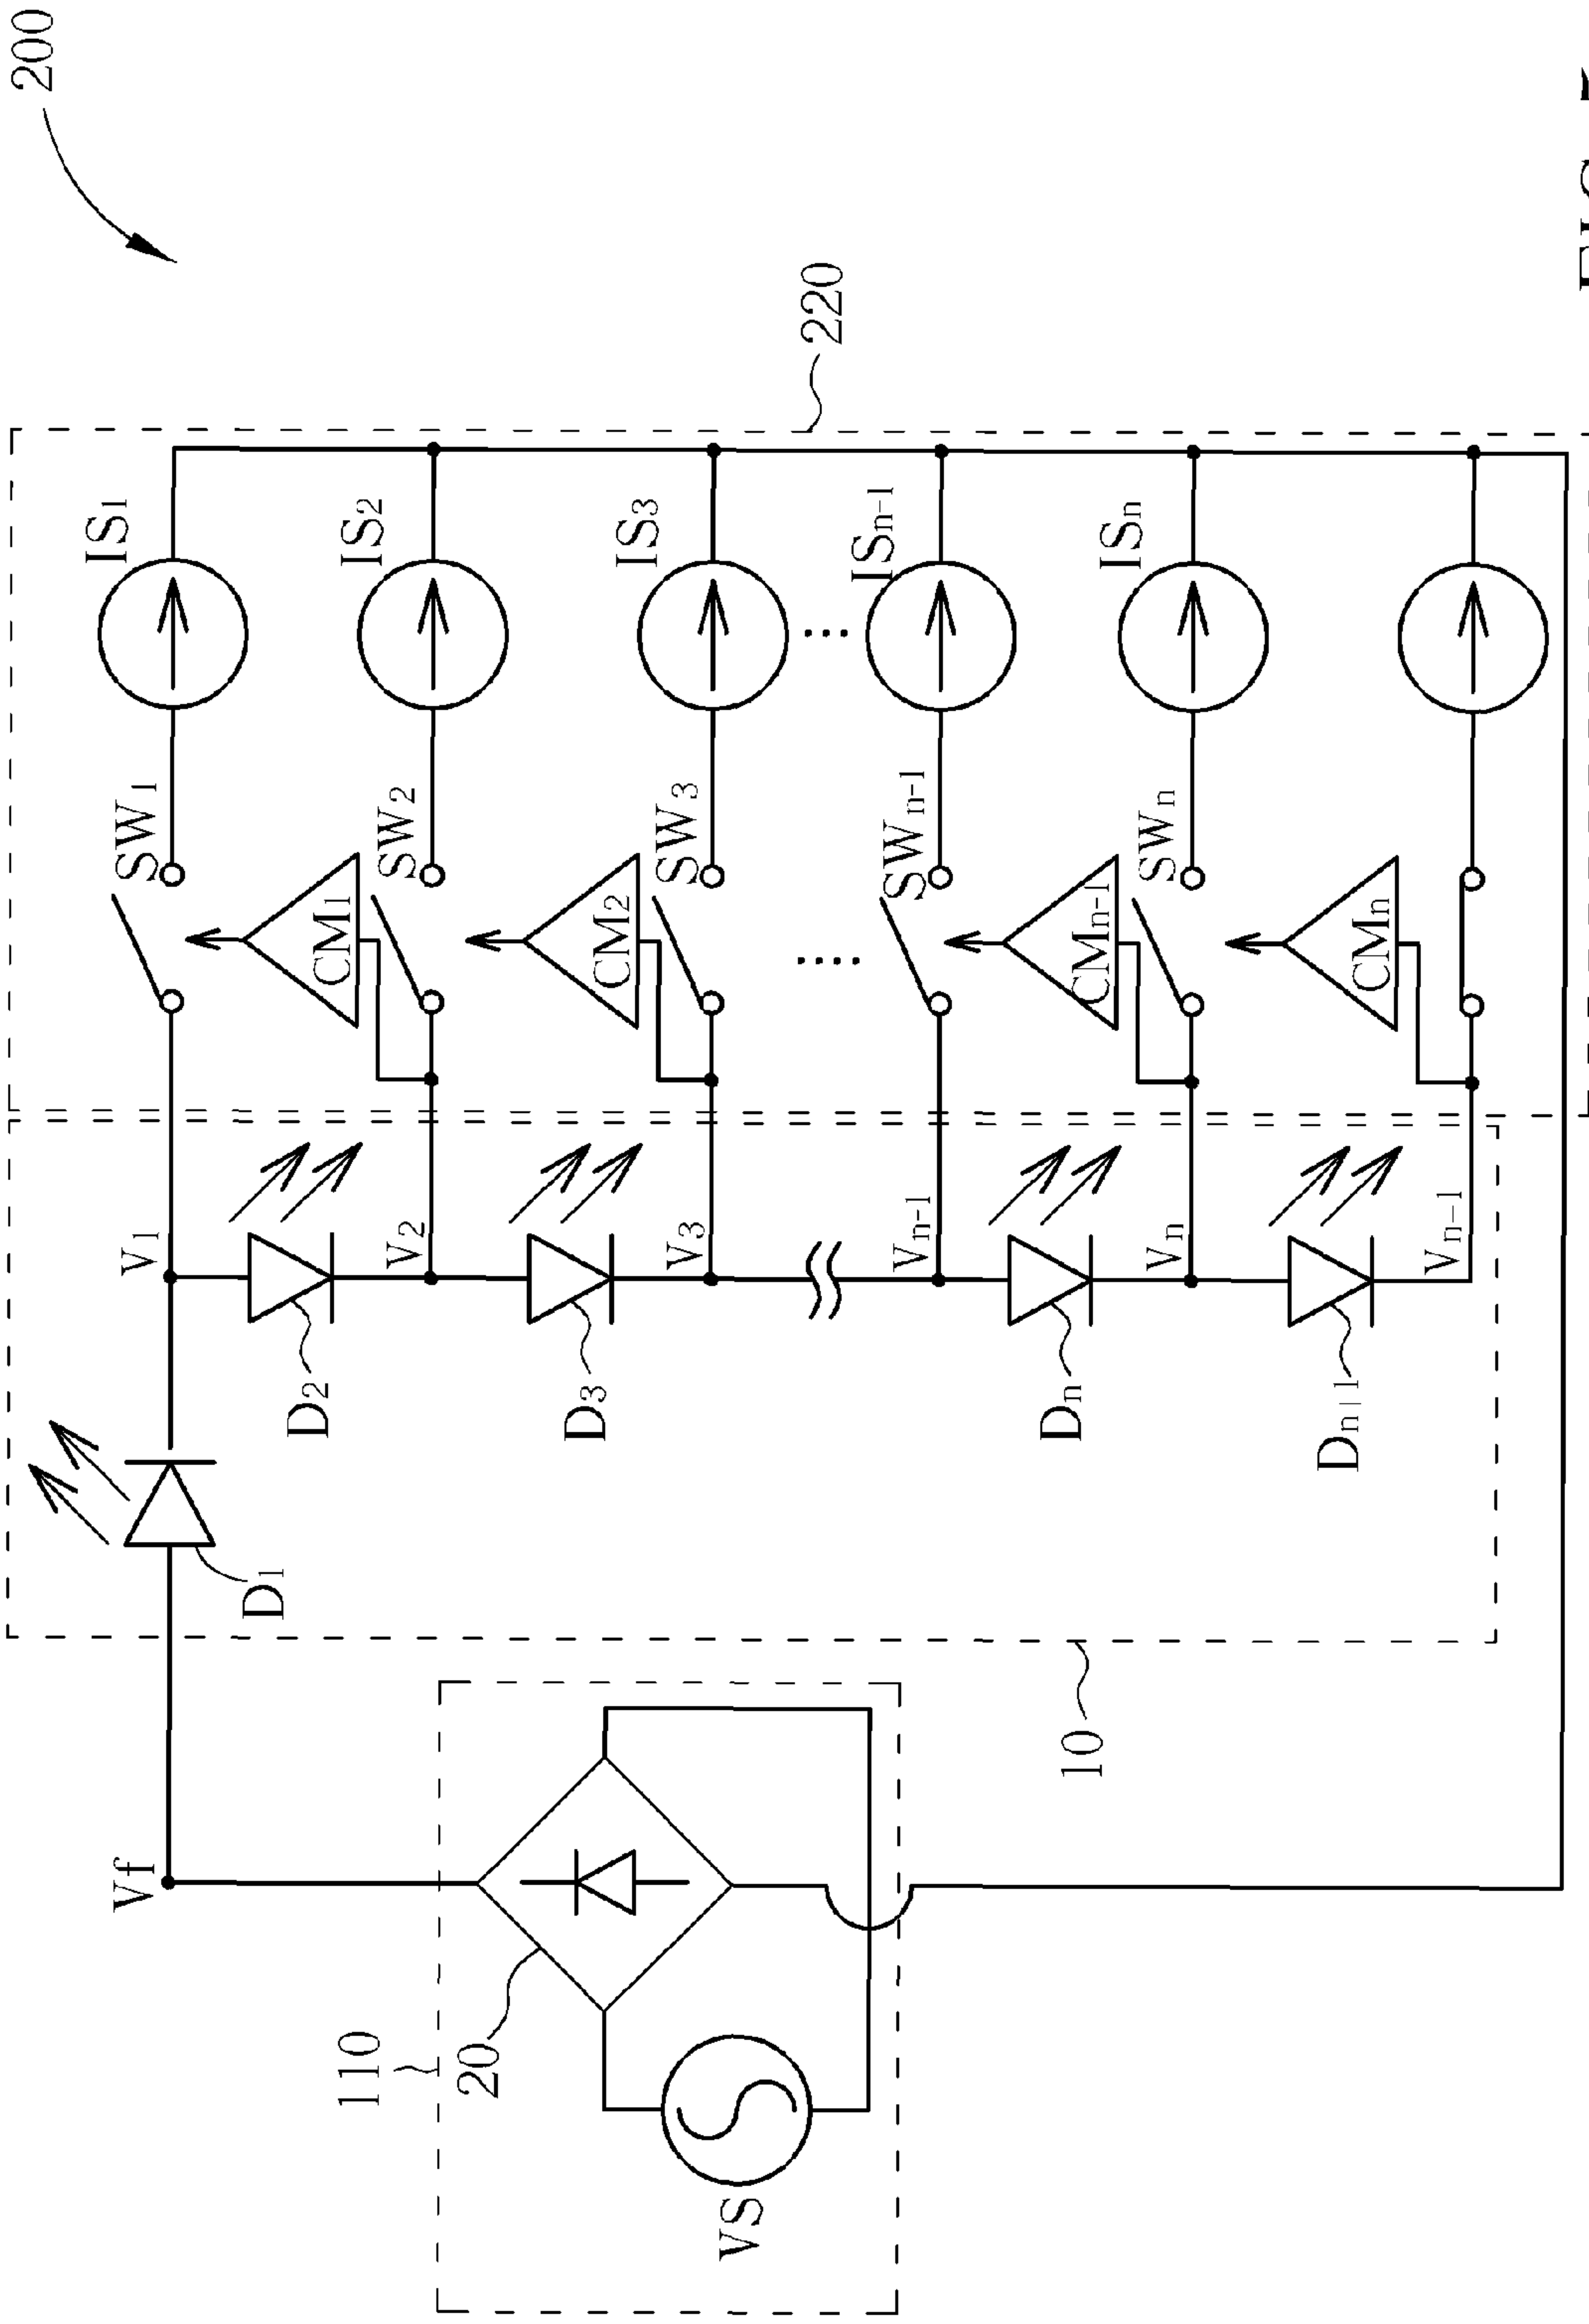 200
Vf
D1
V1
SW1
IS1
110
20
D2
V2
CM1
SW2
IS2
D3
V3
CM2
SW3
IS3
VS
220
Vn-1
SWn-1
ISn-1
10
Dn
Vn
CMn-1
SWn
ISn
Dn+1
Vn-1
CMn